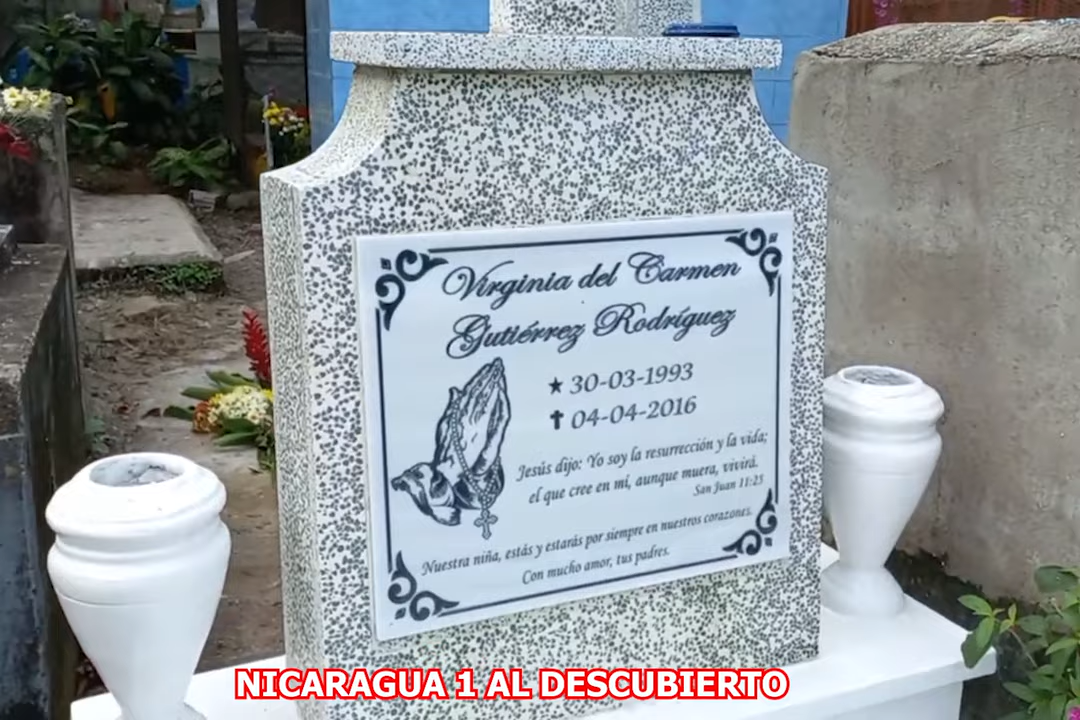 Virginia del Carmen
Gutiérrez Rodríguez
★ 30-03-1993
✝ 04-04-2016
Jesús dijo: Yo soy la resurrección y la vida;
el que cree en mi, aunque muera, vivirá.
San Juan 11:25
Nuestra niña, estás y estarás por siempre en nuestros corazones.
Con mucho amor, tus padres.
NICARAGUA 1 AL DESCUBIERTO